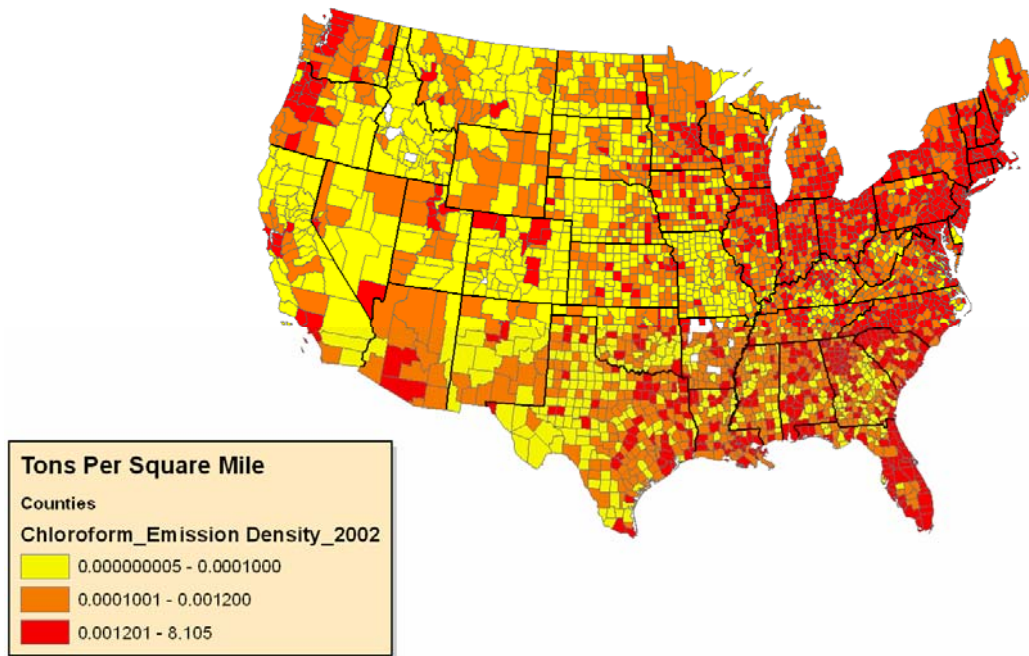 Tons Per Square Mile
Counties
Chloroform_Emission Density_2002
0.000000005 - 0.0001000
0.0001001 - 0.001200
0.001201 - 8.105